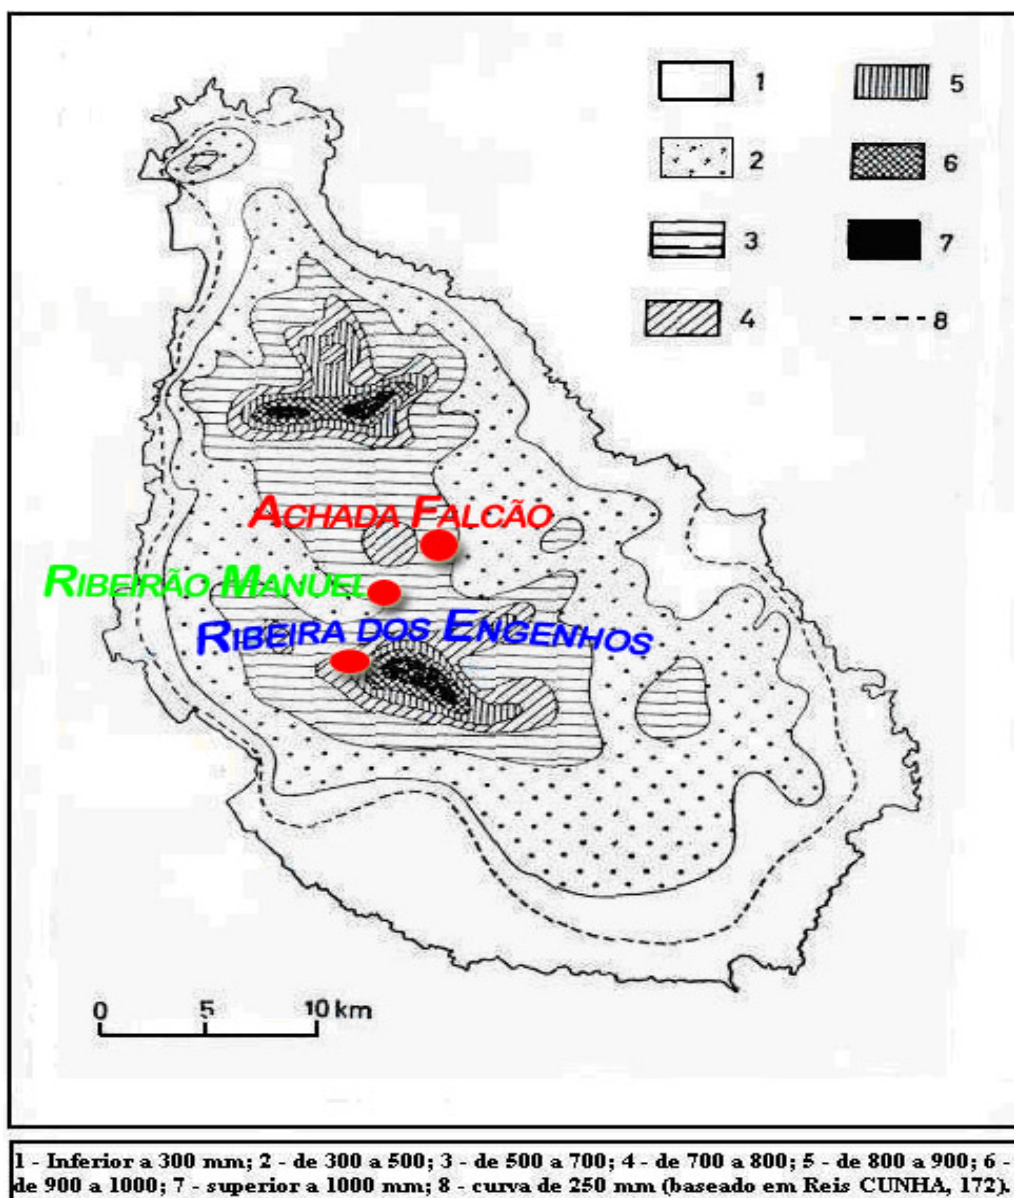 1
5
2
6
3
7
4
8
ACHADA FALCÃO
RIBEIRÃO MANUEL
RIBEIRA DOS ENGENHOS
0 5 10 km
1 - Inferior a 300 mm; 2 - de 300 a 500; 3 - de 500 a 700; 4 - de 700 a 800; 5 - de 800 a 900; 6 -
de 900 a 1000; 7 - superior a 1000 mm; 8 - curva de 250 mm (baseado em Reis CUNHA, 172).